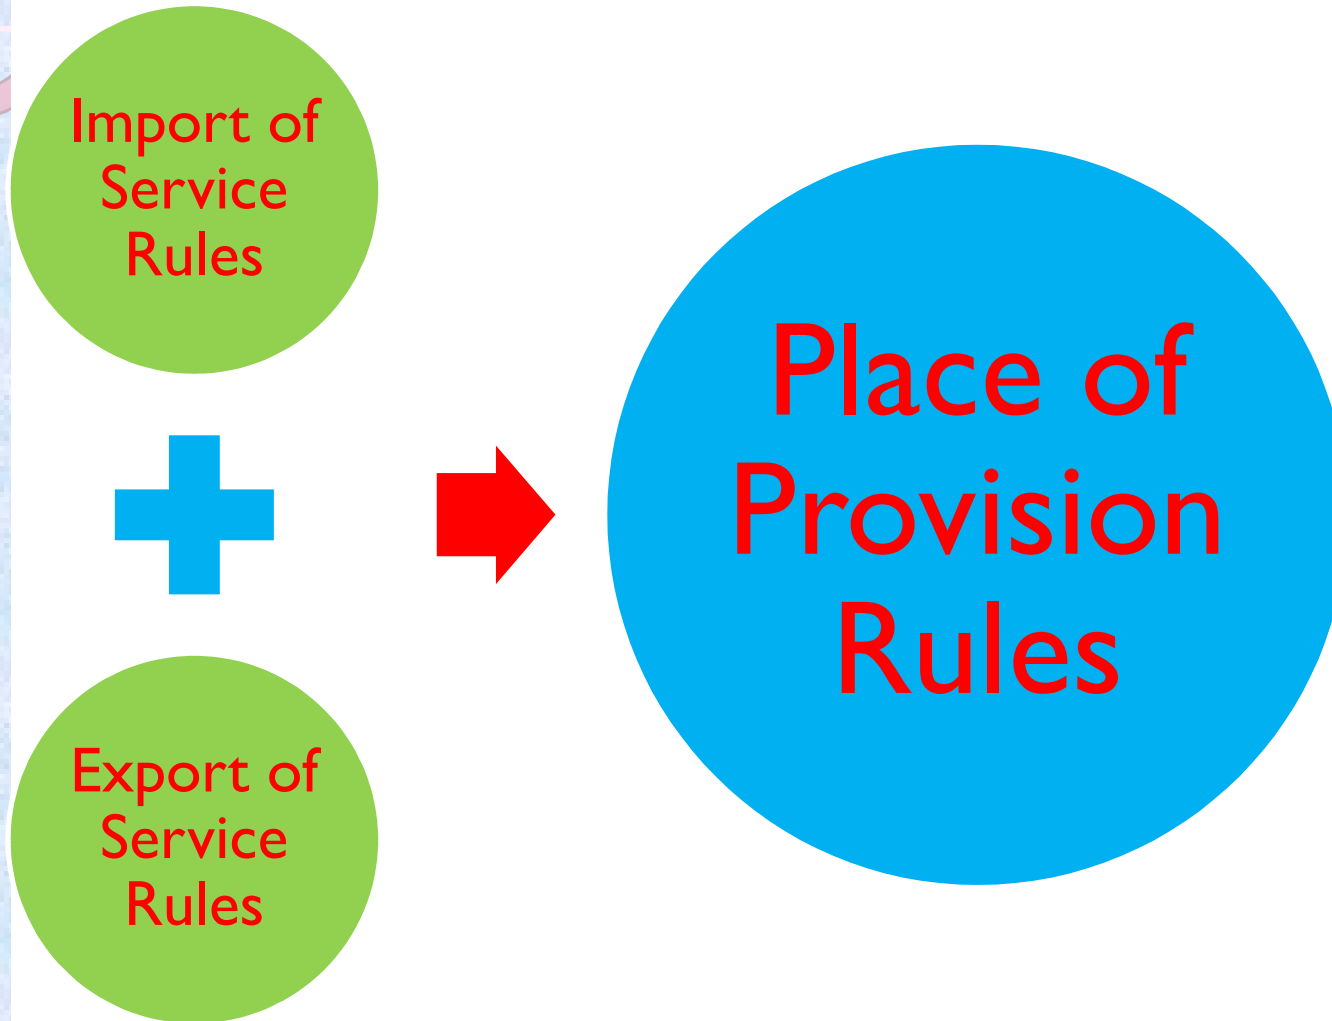 Import of
Service
Rules
Export of
Service
Rules
Place of
Provision
Rules